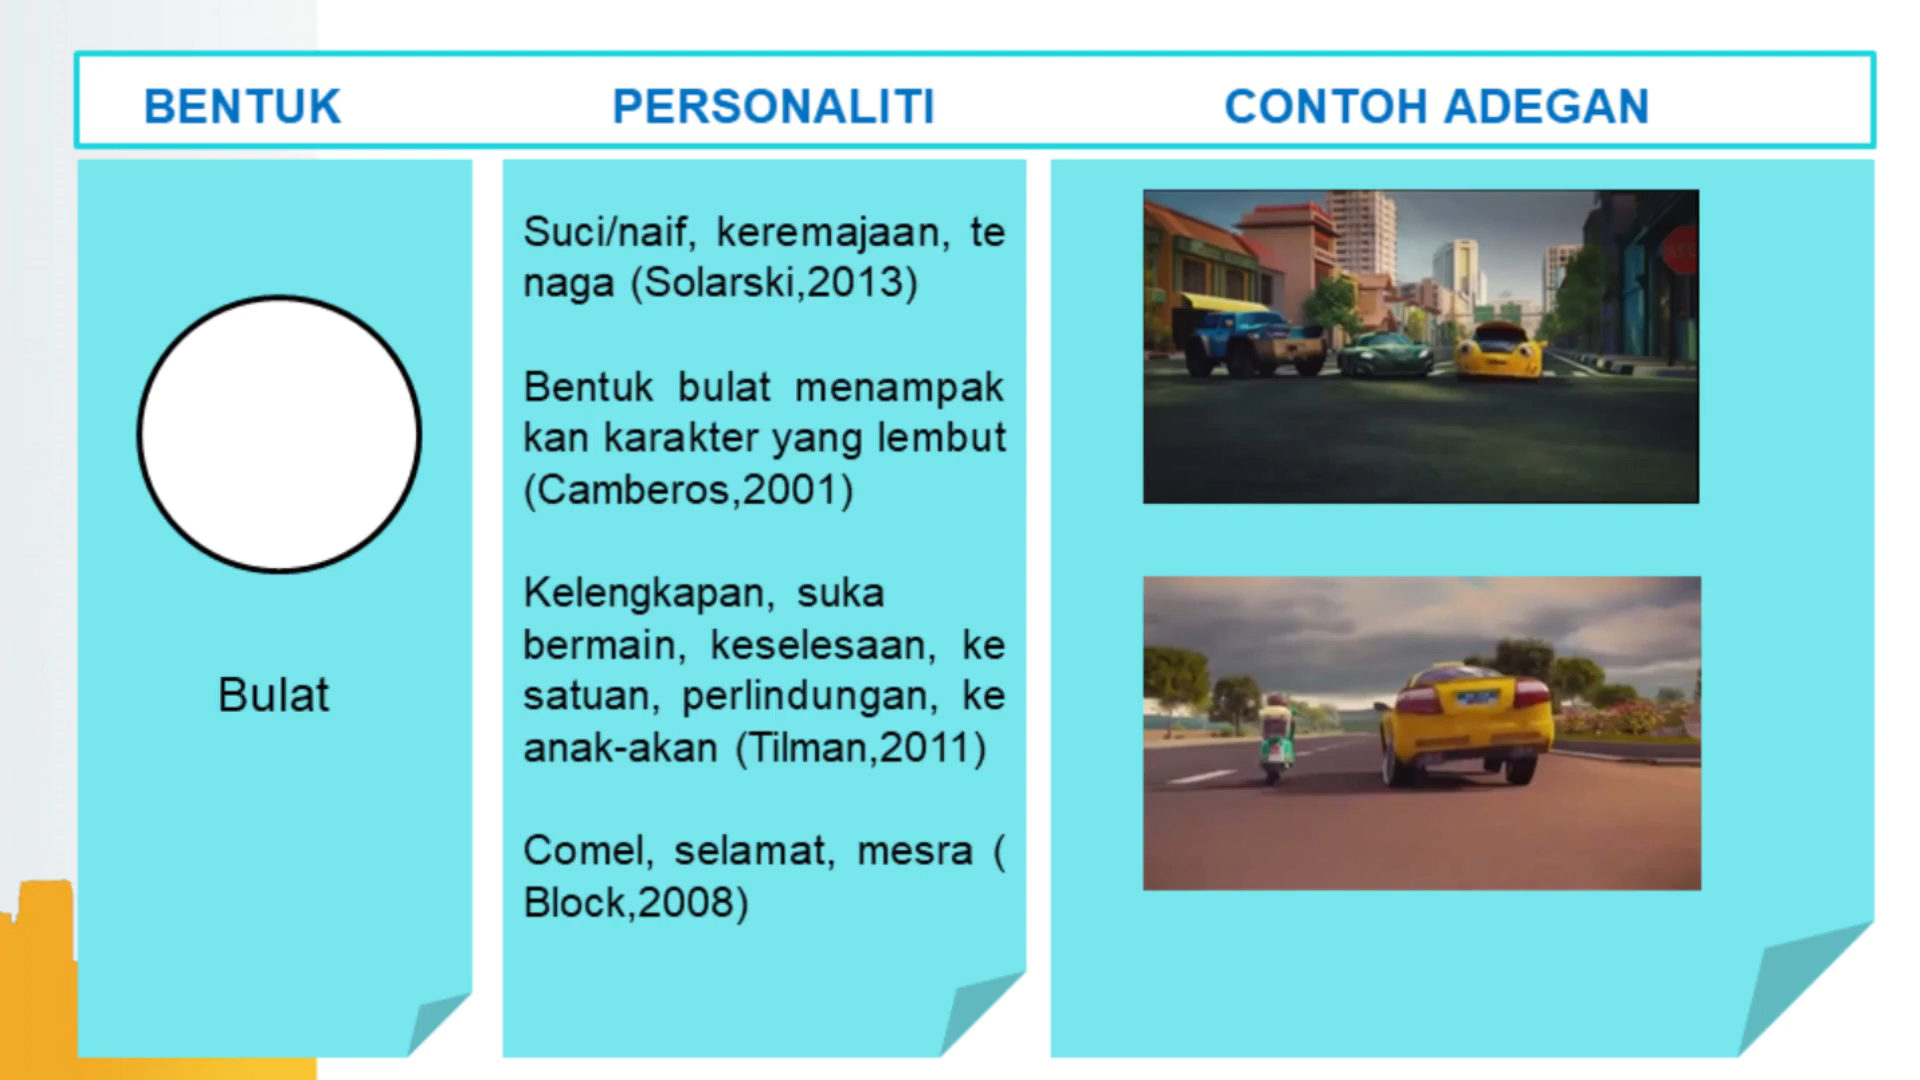 BENTUK PERSONALITI CONTOH ADEGAN
Bulat
Suci/naif, keremajaan, te
naga (Solarski,2013)
Bentuk bulat menampak
kan karakter yang lembut
(Camberos,2001)
Kelengkapan, suka
bermain, keselesaan, ke
satuan, perlindungan, ke
anak-akan (Tilman,2011)
Comel, selamat, mesra (
Block,2008)